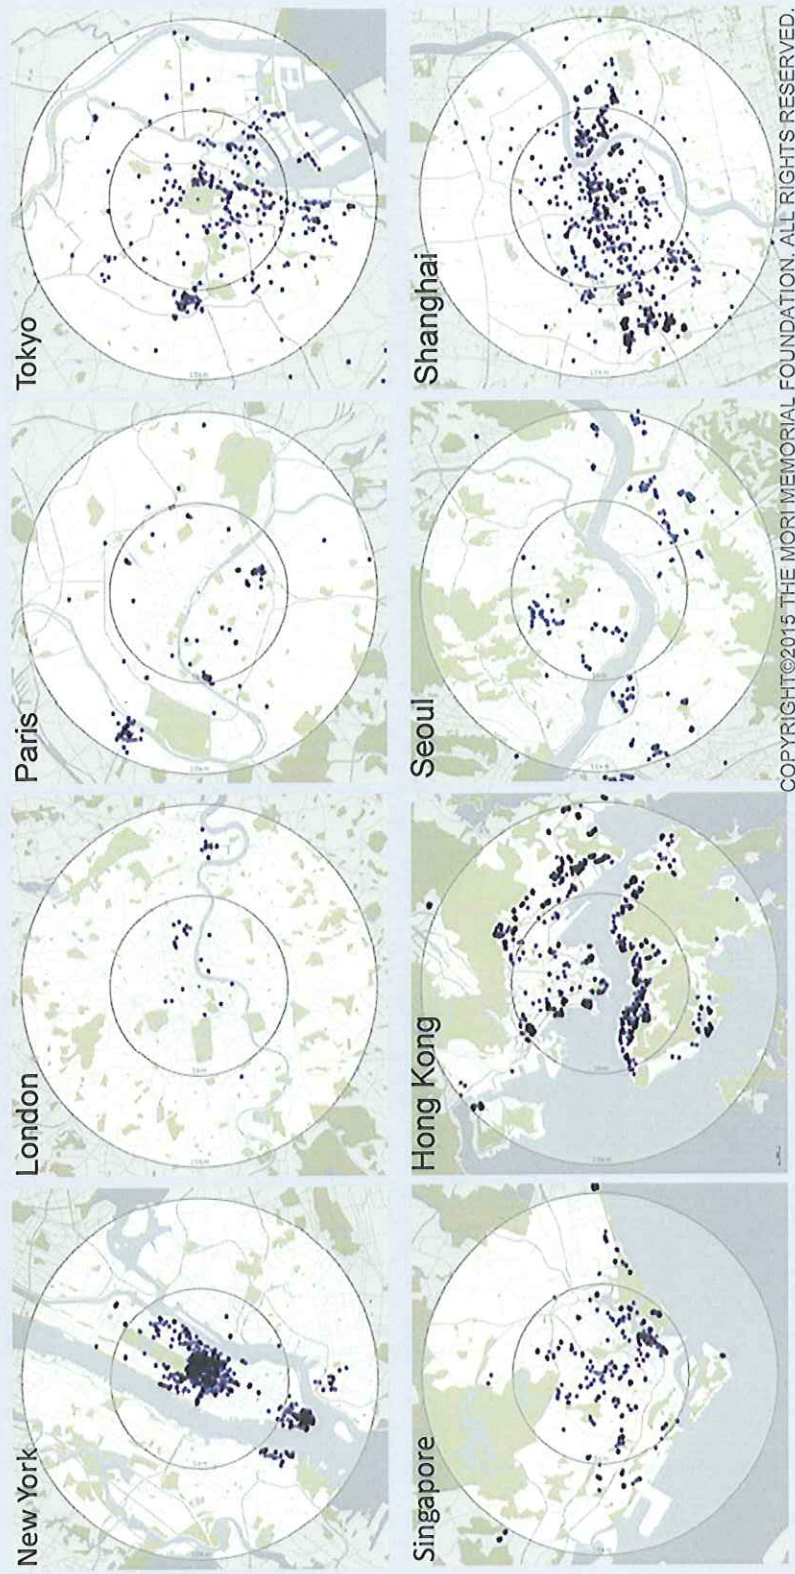 New York
London
Paris
Tokyo
Singapore
Hong Kong
Seoul
Shanghai
COPYRIGHT©2015 THE MORI MEMORIAL FOUNDATION. ALL RIGHTS RESERVED.